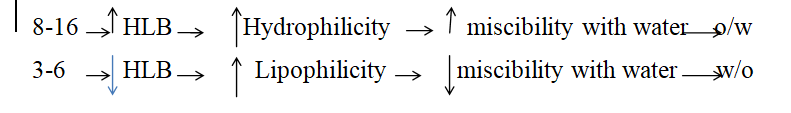 8-16 → ↑ HLB → ↑ Hydrophilicity → ↑ miscibility with water → o/w
3-6 → ↓ HLB → ↑ Lipophilicity → ↓ miscibility with water → w/o